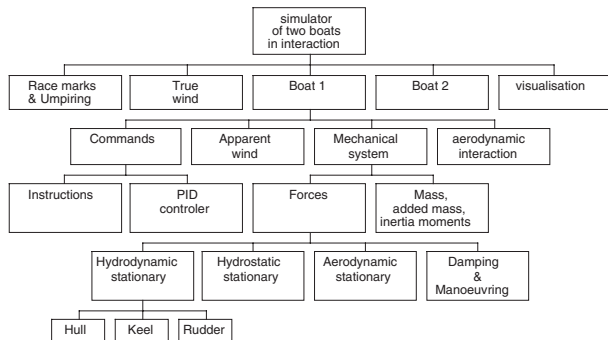 simulator
of two boats
in interaction
Race marks
& Umpiring
True
wind
Boat 1
Boat 2
visualisation
Commands
Apparent
wind
Mechanical
system
aerodynamic
interaction
Instructions
PID
controler
Forces
Mass,
added mass,
inertia moments
Hydrodynamic
stationary
Hydrostatic
stationary
Aerodynamic
stationary
Damping
&
Manoeuvring
Hull
Keel
Rudder